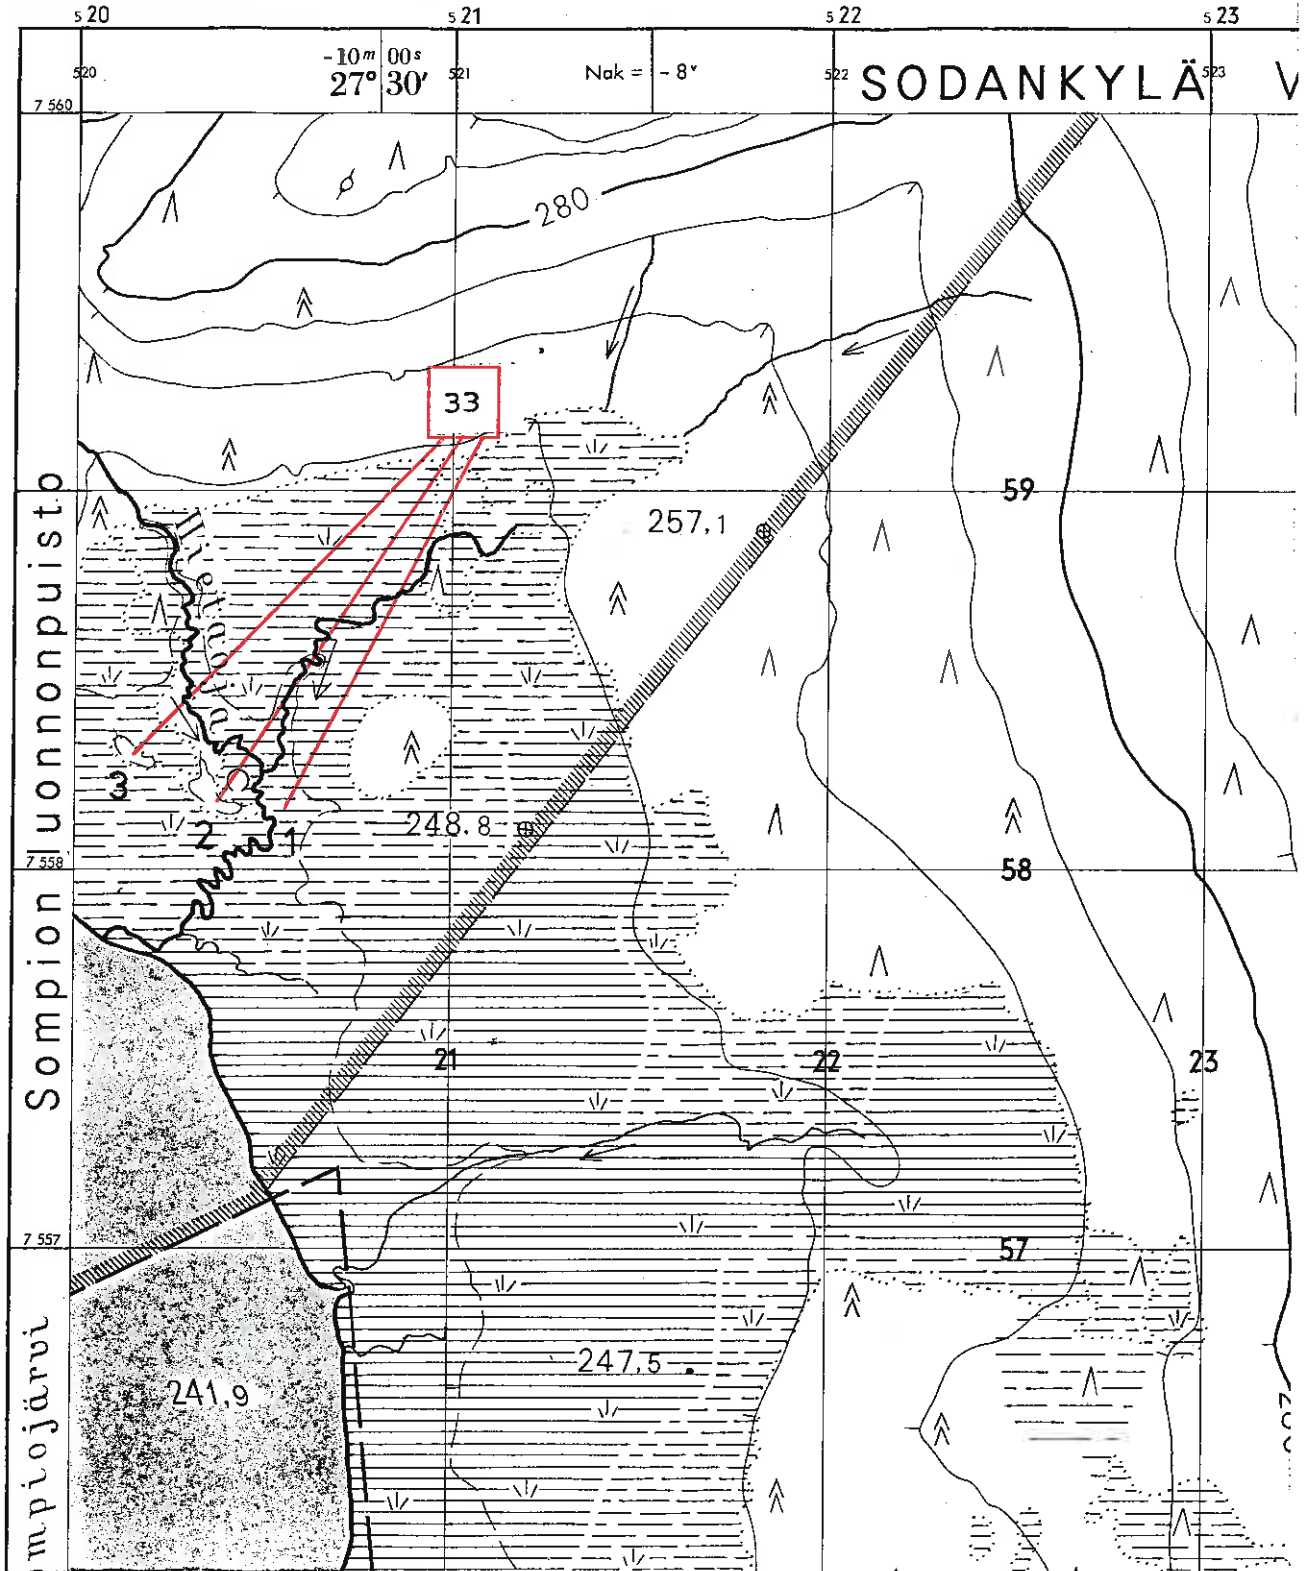 5 20 5 21 5 22 5 23
-10ᵐ 00ˢ
27° 30′
520 521 522 523
Nak = -8ᵛ
SODANKYLÄ V
7 560
280
33
59
257,1
3
2
1
248.8
7 558
58
Sompion luonnonpuisto
21 22 23
7 557
57
247,5
241,9
mpiojärvi